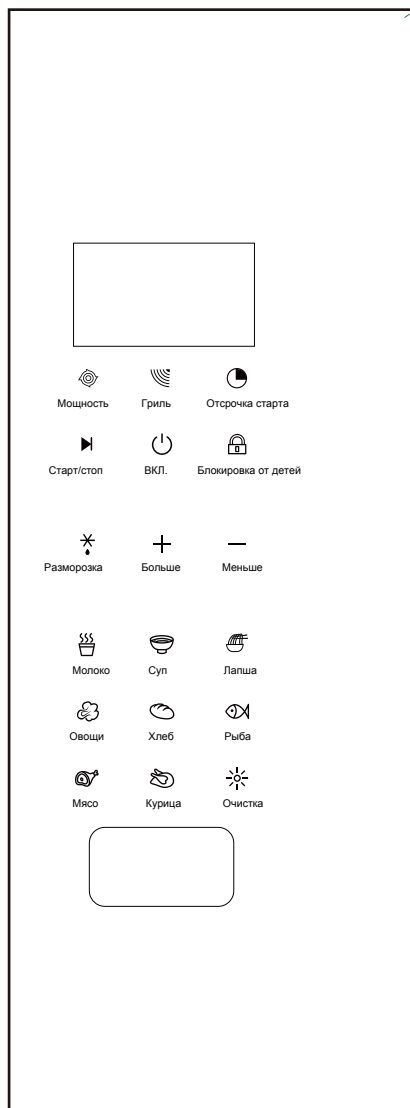 Мощность Гриль Отсрочка старта
Старт/стоп ВКЛ. Блокировка от детей
Разморозка Больше Меньше
Молоко Суп Лапша
Овощи Хлеб Рыба
Мясо Курица Очистка